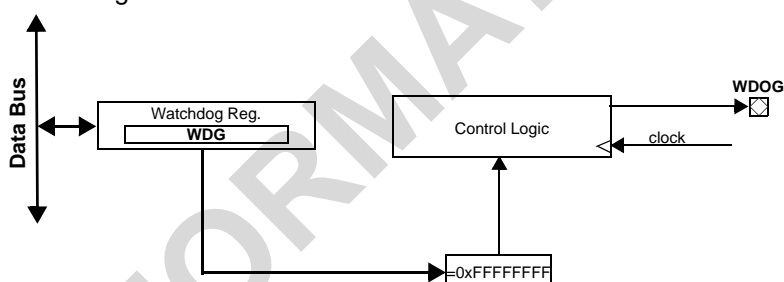 Data Bus
Watchdog Reg.
WDG
Control Logic
WDOG
clock
=0xFFFFFFFF